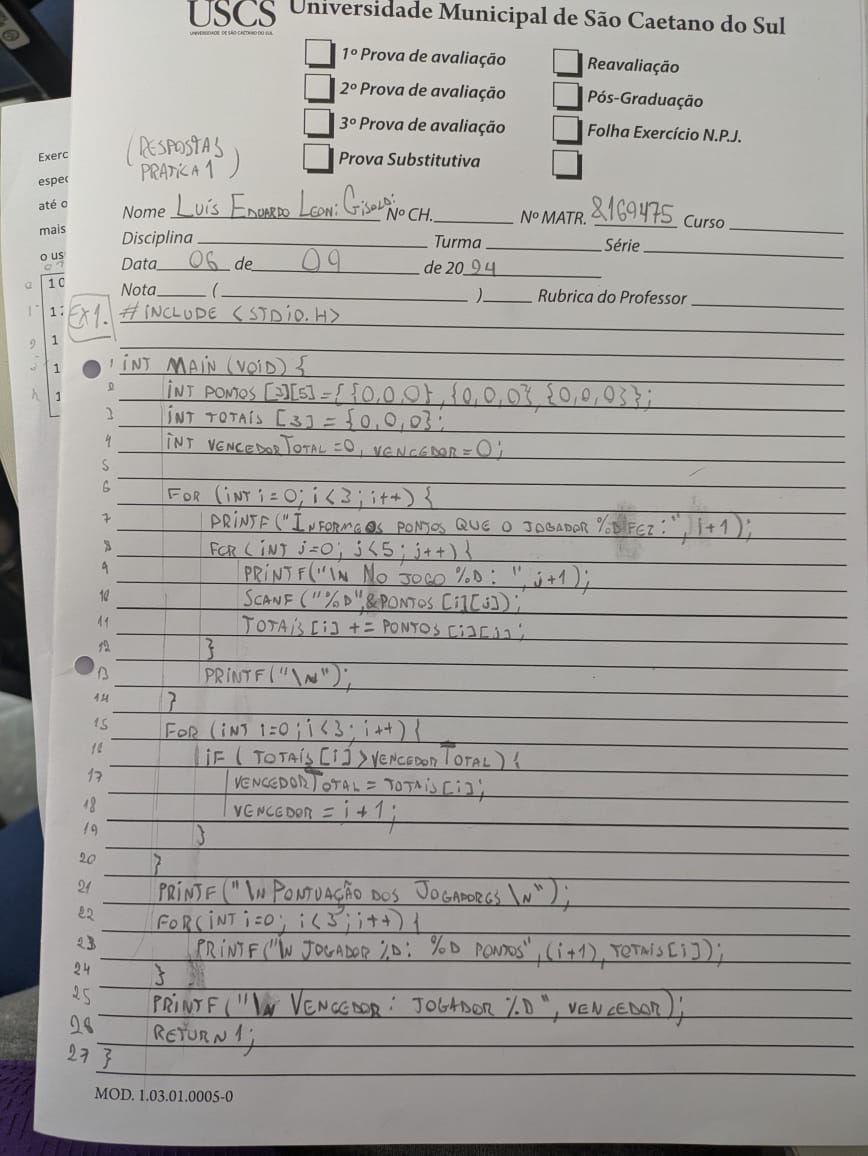 USCS Universidade Municipal de São Caetano do Sul
UNIVERSIDADE DE SÃO CAETANO DO SUL
1º Prova de avaliação Reavaliação
2º Prova de avaliação Pós-Graduação
3º Prova de avaliação Folha Exercício N.P.J.
Prova Substitutiva
(RESPOSTAS
PRATICA 1)
Exerc
espec
até o
mais
o us
1 0
1
1
1
1
Nome LUIS EDUARDO LEONI Nº CH. Nº MATR. 8169475 Curso
Disciplina Turma Série
Data 06 de 09 de 20 24
Nota ( ) Rubrica do Professor
EX1. #INCLUDE <STDIO.H>
1 INT MAIN (VOID) {
2 INT PONTOS [3][5]={{0,0,0},{0,0,0},{0,0,0}};
3 INT TOTAIS [3] = {0,0,0};
4 INT VENCEDORTOTAL =0, VENCEDOR=0;
5
6 FOR (INT i=0; i<3; i++) {
7 PRINTF("INFORME OS PONTOS QUE O JOGADOR %D FEZ:", i+1);
8 FOR (INT j=0; j<5; j++) {
9 PRINTF("\N NO JOGO %D: ", j+1);
10 SCANF ("%D",&PONTOS [i][j]);
11 TOTAIS [i] += PONTOS [i][j];
12 }
13 PRINTF("\N");
14 }
15 FOR (INT i=0; i<3; i++) {
16 IF ( TOTAIS [i] > VENCEDORTOTAL) {
17 VENCEDORTOTAL = TOTAIS [i];
18 VENCEDOR = i+1;
19 }
20 }
21 PRINTF("\N PONTUAÇÃO DOS JOGADORES \N");
22 FOR(INT i=0; i<3; i++) {
23 PRINTF("\N JOGADOR %D: %D PONTOS", (i+1), TOTAIS[i]);
24 }
25 PRINTF("\N VENCEDOR: JOGADOR %D", VENCEDOR);
26 RETURN 1;
27 }
MOD. 1.03.01.0005-0